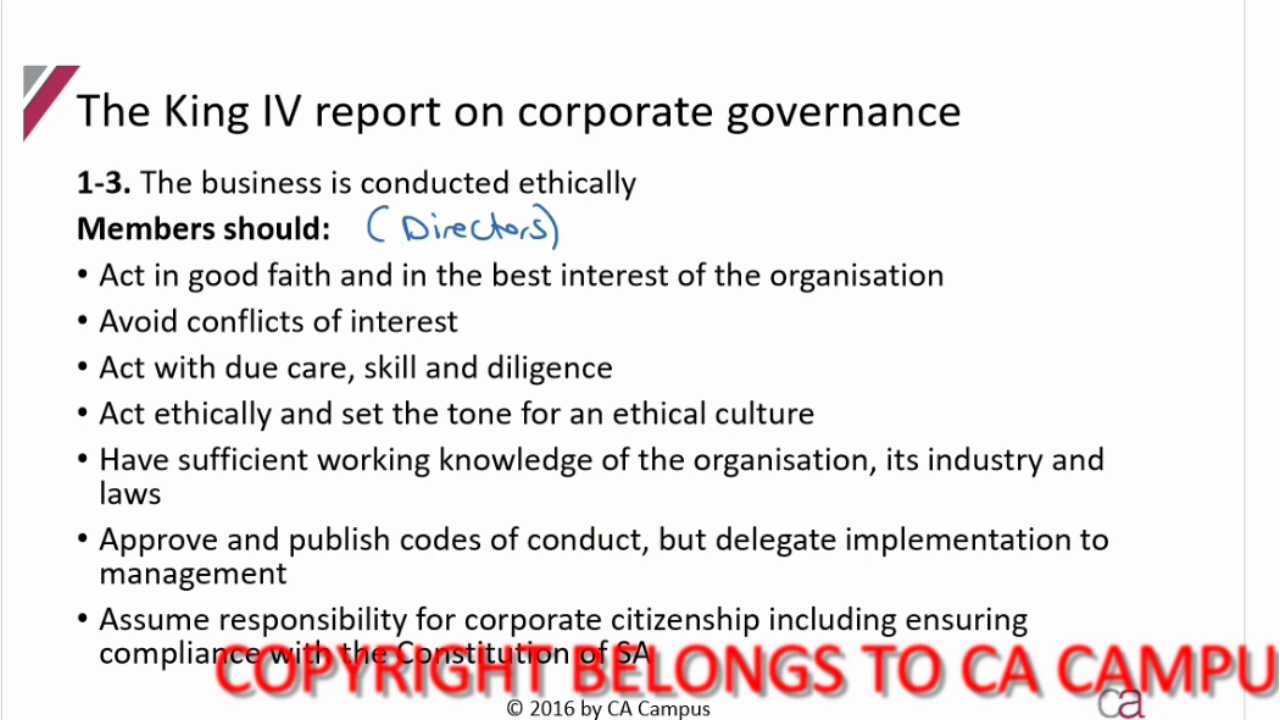 The King IV report on corporate governance
1-3. The business is conducted ethically
Members should: (Directors)
• Act in good faith and in the best interest of the organisation
• Avoid conflicts of interest
• Act with due care, skill and diligence
• Act ethically and set the tone for an ethical culture
• Have sufficient working knowledge of the organisation, its industry and
laws
• Approve and publish codes of conduct, but delegate implementation to
management
• Assume responsibility for corporate citizenship including ensuring
compliance with the Constitution of SA
COPYRIGHT BELONGS TO CA CAMPU
ca
© 2016 by CA Campus